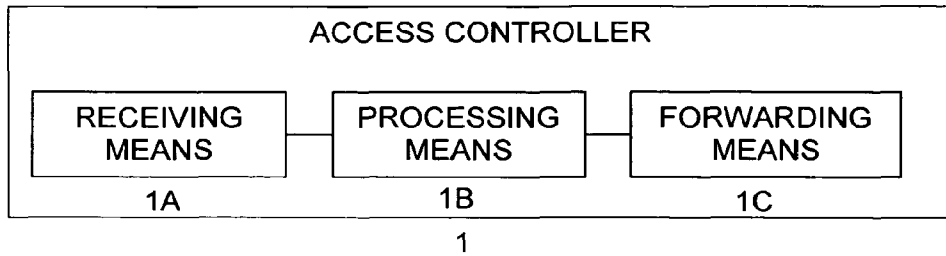 ACCESS CONTROLLER
RECEIVING MEANS
PROCESSING MEANS
FORWARDING MEANS
1A
1B
1C
1